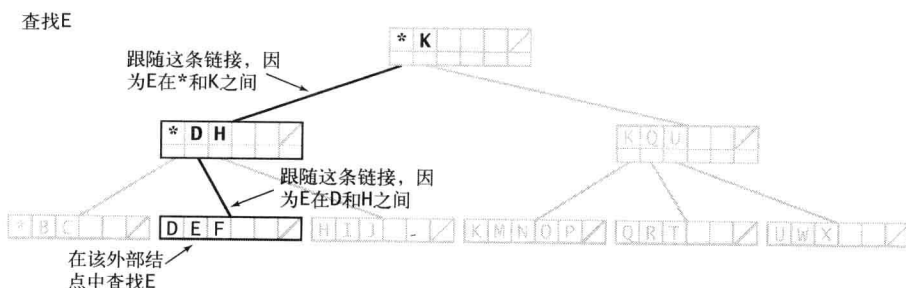 查找E
* K
跟随这条链接，因
为E在*和K之间
* D H
K Q U
跟随这条链接，因
为E在D和H之间
* B C
D E F
H I J
K M N O P
Q R T
U W X
在该外部结
点中查找E